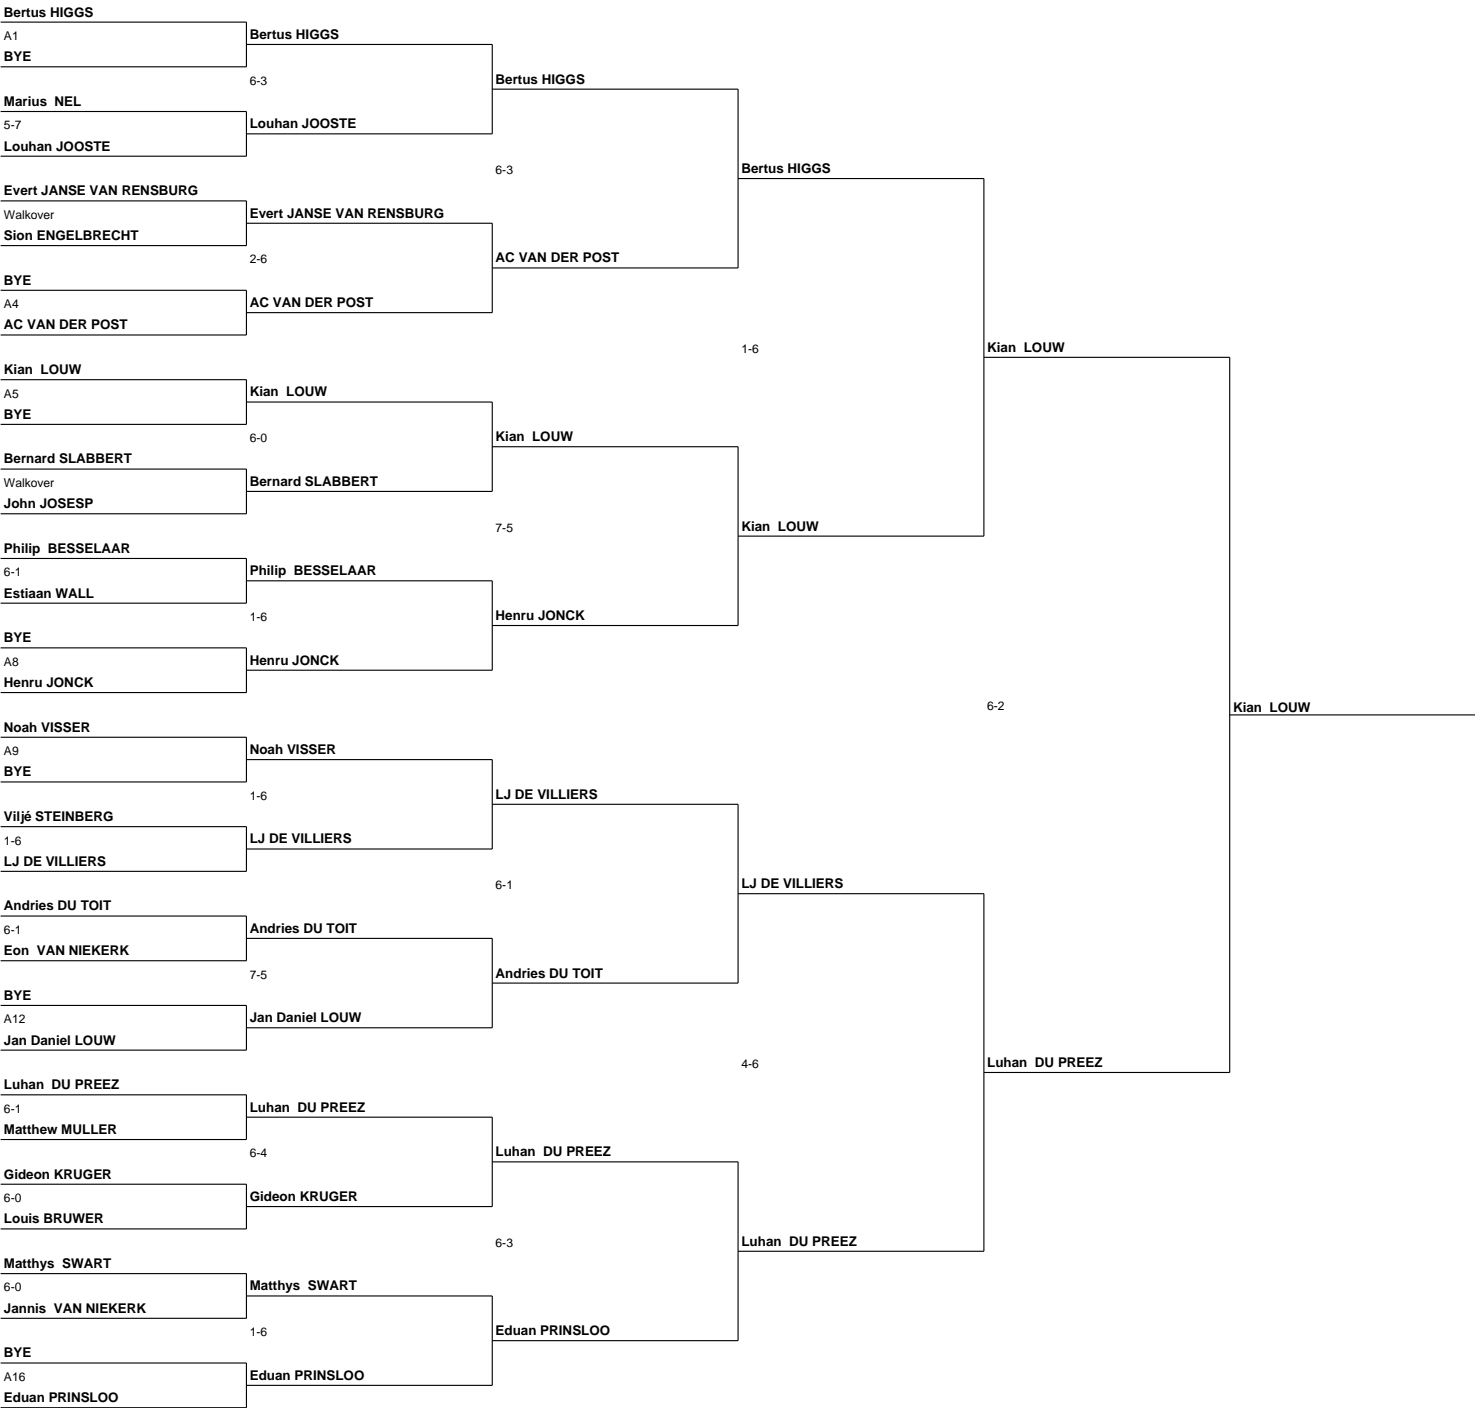 Bertus HIGGS
A1
BYE
Marius NEL
5-7
Louhan JOOSTE
Evert JANSE VAN RENSBURG
Walkover
Sion ENGELBRECHT
BYE
A4
AC VAN DER POST
Kian LOUW
A5
BYE
Bernard SLABBERT
Walkover
John JOSESP
Philip BESSELAAR
6-1
Estiaan WALL
BYE
A8
Henru JONCK
Noah VISSER
A9
BYE
Viljé STEINBERG
1-6
LJ DE VILLIERS
Andries DU TOIT
6-1
Eon VAN NIEKERK
BYE
A12
Jan Daniel LOUW
Luhan DU PREEZ
6-1
Matthew MULLER
Gideon KRUGER
6-0
Louis BRUWER
Matthys SWART
6-0
Jannis VAN NIEKERK
BYE
A16
Eduan PRINSLOO
Bertus HIGGS
6-3
Louhan JOOSTE
Evert JANSE VAN RENSBURG
2-6
AC VAN DER POST
Kian LOUW
6-0
Bernard SLABBERT
Philip BESSELAAR
1-6
Henru JONCK
Noah VISSER
1-6
LJ DE VILLIERS
Andries DU TOIT
7-5
Jan Daniel LOUW
Luhan DU PREEZ
6-4
Gideon KRUGER
Matthys SWART
1-6
Eduan PRINSLOO
Bertus HIGGS
6-3
AC VAN DER POST
Kian LOUW
7-5
Henru JONCK
LJ DE VILLIERS
6-1
Andries DU TOIT
Luhan DU PREEZ
6-3
Eduan PRINSLOO
Bertus HIGGS
1-6
Kian LOUW
LJ DE VILLIERS
4-6
Luhan DU PREEZ
Kian LOUW
6-2
Luhan DU PREEZ
Kian LOUW